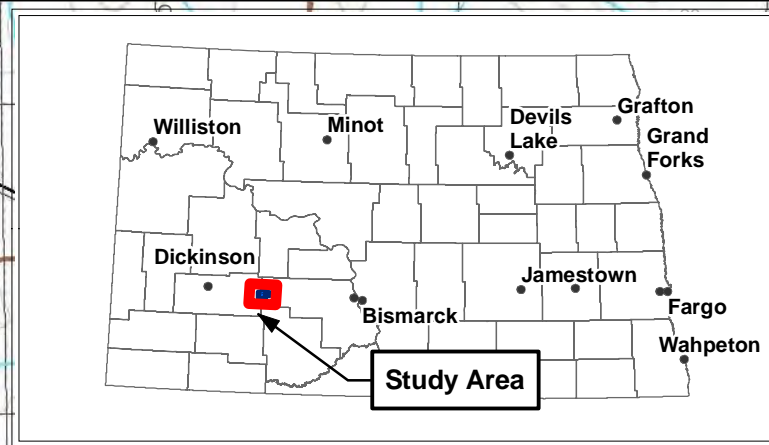 Williston
Minot
Devils
Lake
Grafton
Grand
Forks
Dickinson
Bismarck
Jamestown
Fargo
Wahpeton
Study Area